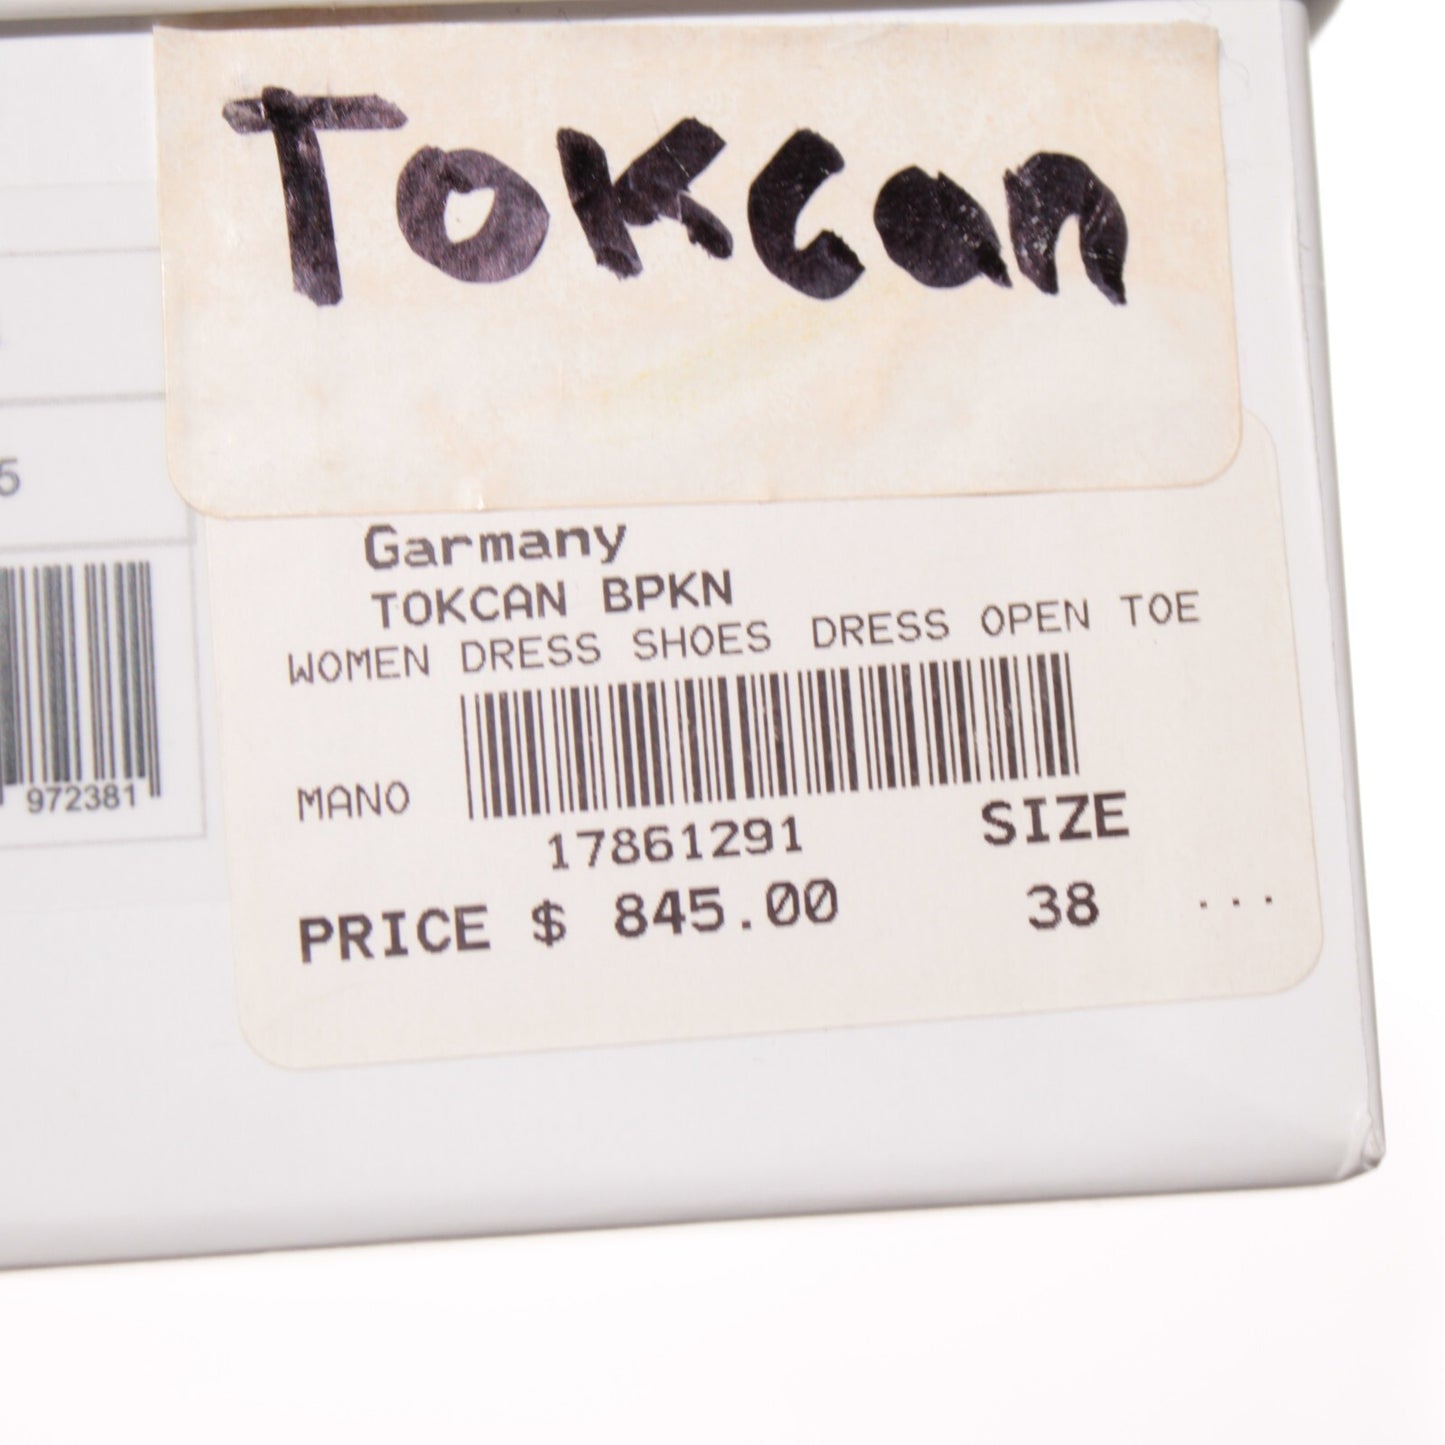 Tokcan
5
Garmany
TOKCAN BPKN
WOMEN DRESS SHOES DRESS OPEN TOE
972381
MANO
17861291
SIZE
PRICE $ 845.00
38 ...